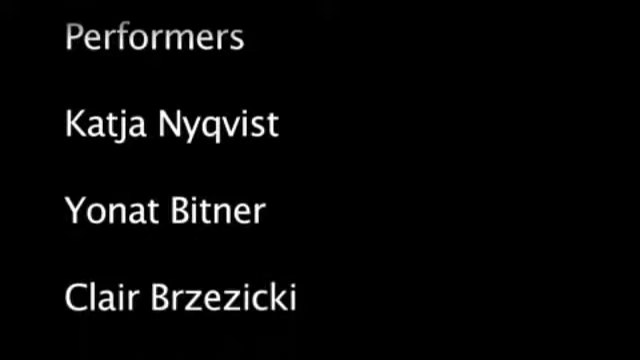 Performers
Katja Nyqvist
Yonat Bitner
Clair Brzezicki